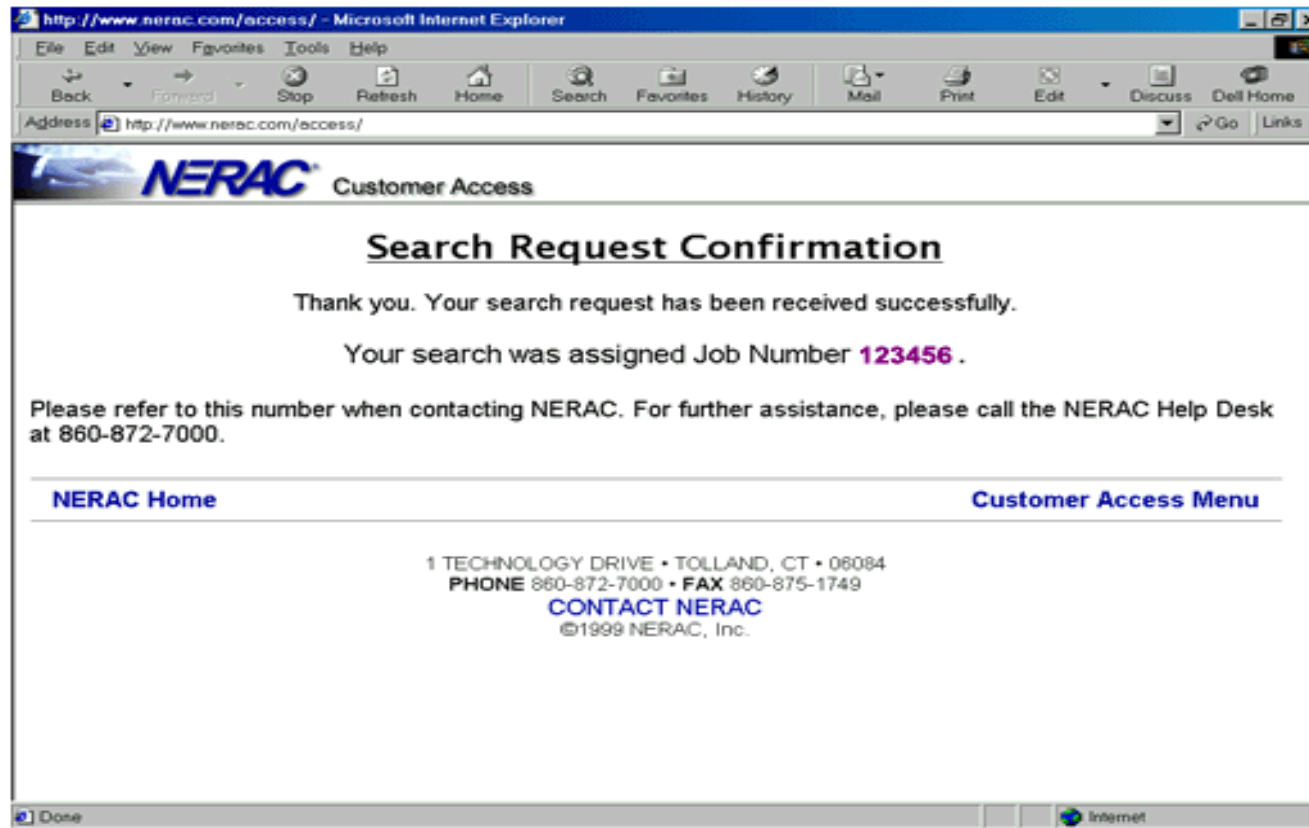 http://www.nerac.com/access/ - Microsoft Internet Explorer
File Edit View Favorites Tools Help
Back Forward Stop Refresh Home Search Favorites History Mail Print Edit Discuss Dell Home
Address http://www.nerac.com/access/ Go Links
NERAC Customer Access
Search Request Confirmation
Thank you. Your search request has been received successfully.
Your search was assigned Job Number 123456 .
Please refer to this number when contacting NERAC. For further assistance, please call the NERAC Help Desk
at 860-872-7000.
NERAC Home Customer Access Menu
1 TECHNOLOGY DRIVE • TOLLAND, CT • 06084
PHONE 860-872-7000 • FAX 860-875-1749
CONTACT NERAC
©1999 NERAC, Inc.
Done Internet